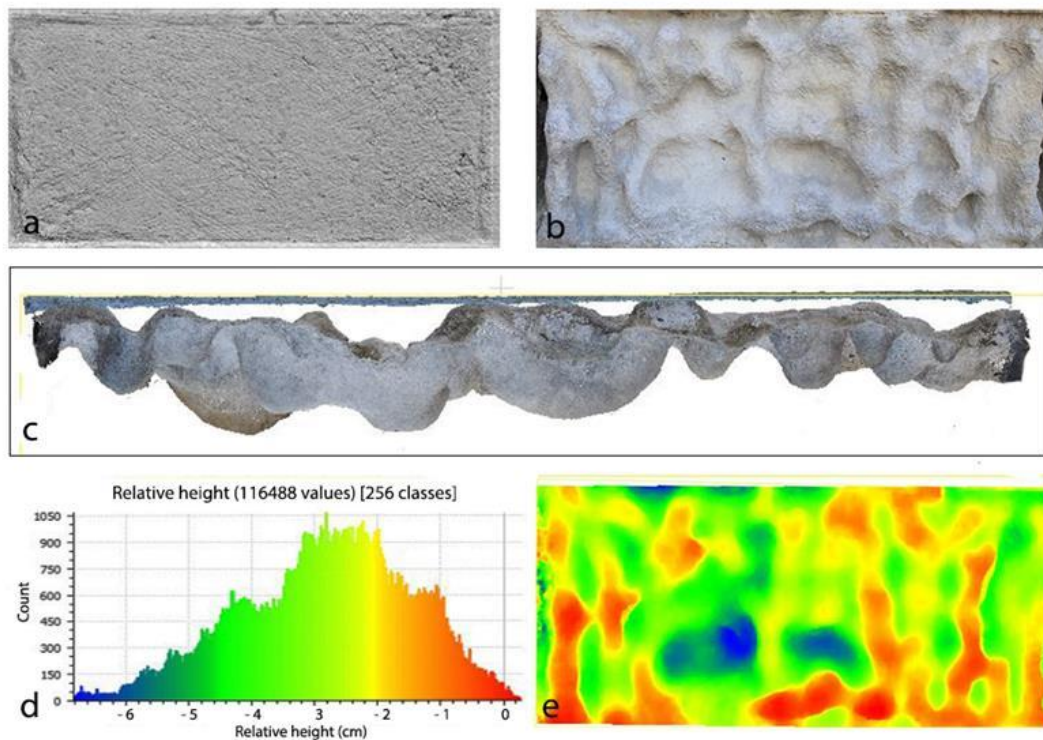 a
b
c
Relative height (116488 values) [256 classes]
1050
900
750
600
450
300
150
0
Count
-6
-5
-4
3
-2
-1
0
Relative height (cm)
d
e